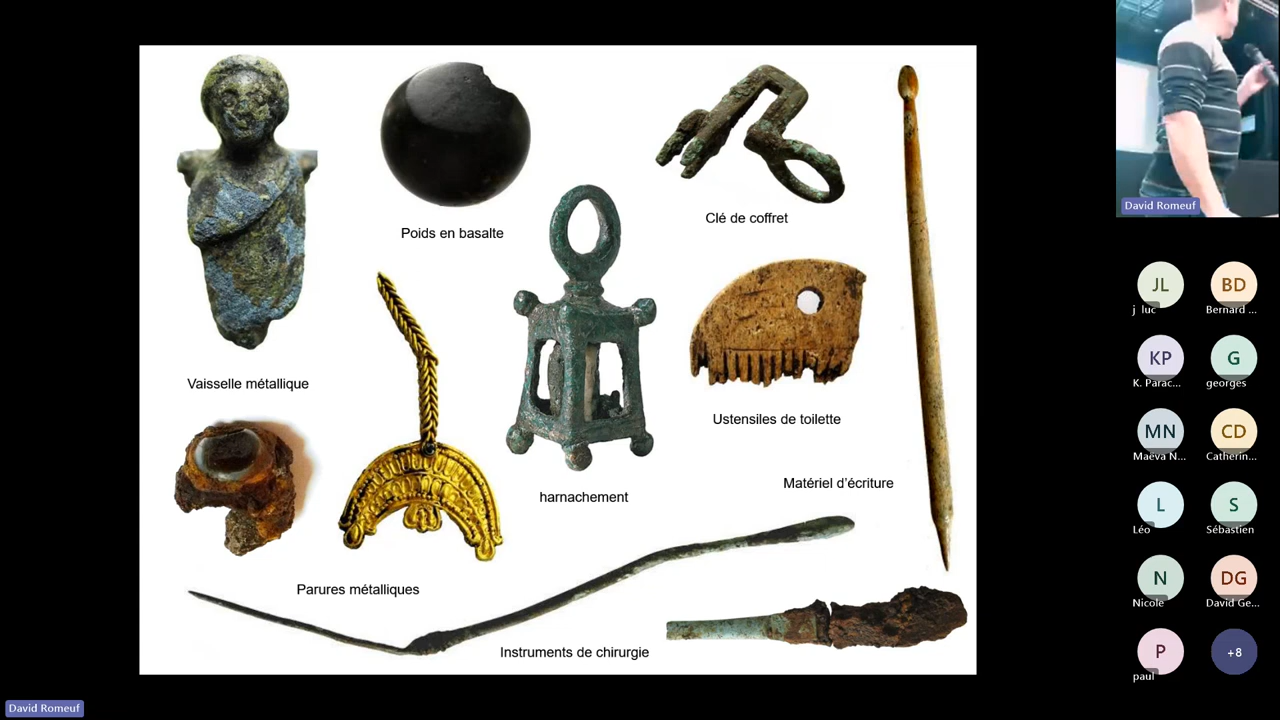 Vaisselle métallique
Poids en basalte
Clé de coffret
harnachement
Ustensiles de toilette
Matériel d'écriture
Parures métalliques
Instruments de chirurgie
David Romeuf
JL
j luc
BD
Bernard ...
KP
K. Parac...
G
georges
MN
Maëva N...
CD
Catherin...
L
Léo
S
Sébastien
N
Nicole
DG
David Ge...
P
paul
+8
David Romeuf